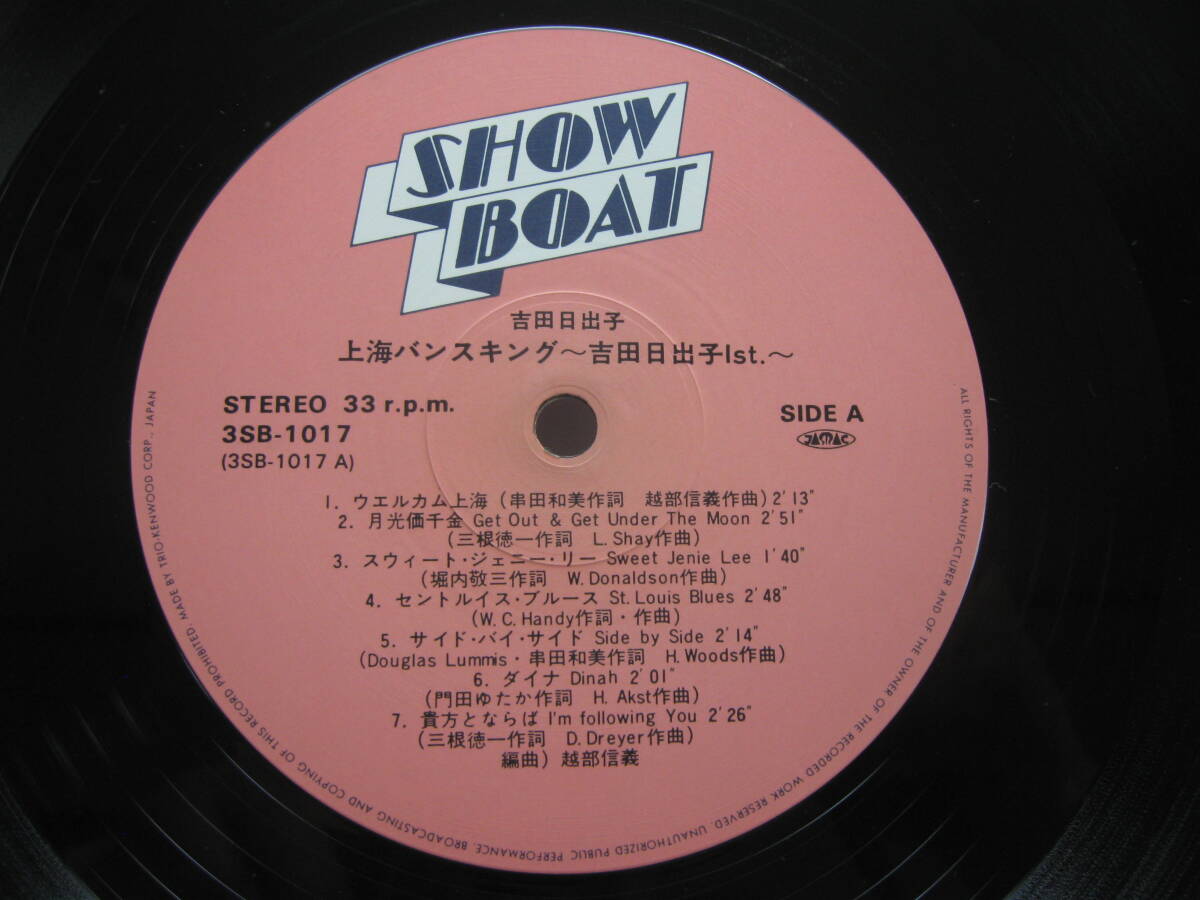 SHOW
BOAT
吉田日出子
上海バンスキング〜吉田日出子1st.〜
STEREO 33 r.p.m.
3SB-1017
(3SB-1017 A)
SIDE A
JASRAC
1. ウエルカム上海 (串田和美作詞 越部信義作曲) 2'13"
2. 月光価千金 Get Out & Get Under The Moon 2'51"
(三根徳一作詞 L.Shay作曲)
3. スウィート・ジェニー・リー Sweet Jenie Lee 1'40"
(堀内敬三作詞 W.Donaldson作曲)
4. セントルイス・ブルース St.Louis Blues 2'48"
(W.C.Handy作詞・作曲)
5. サイド・バイ・サイド Side by Side 2'14"
(Douglas Lummis・串田和美作詞 H.Woods作曲)
6. ダイナ Dinah 2'01"
(門田ゆたか作詞 H.Akst作曲)
7. 貴方とならば I'm following You 2'26"
(三根徳一作詞 D.Dreyer作曲)
編曲) 越部信義
ALL RIGHTS OF THE MANUFACTURER AND OF THE OWNER OF THE RECORDED WORK RESERVED. UNAUTHORIZED PUBLIC PERFORMANCE. BROADCASTING AND COPYING OF THIS RECORD PROHIBITED. MADE BY TRIO-KENWOOD CORP., JAPAN